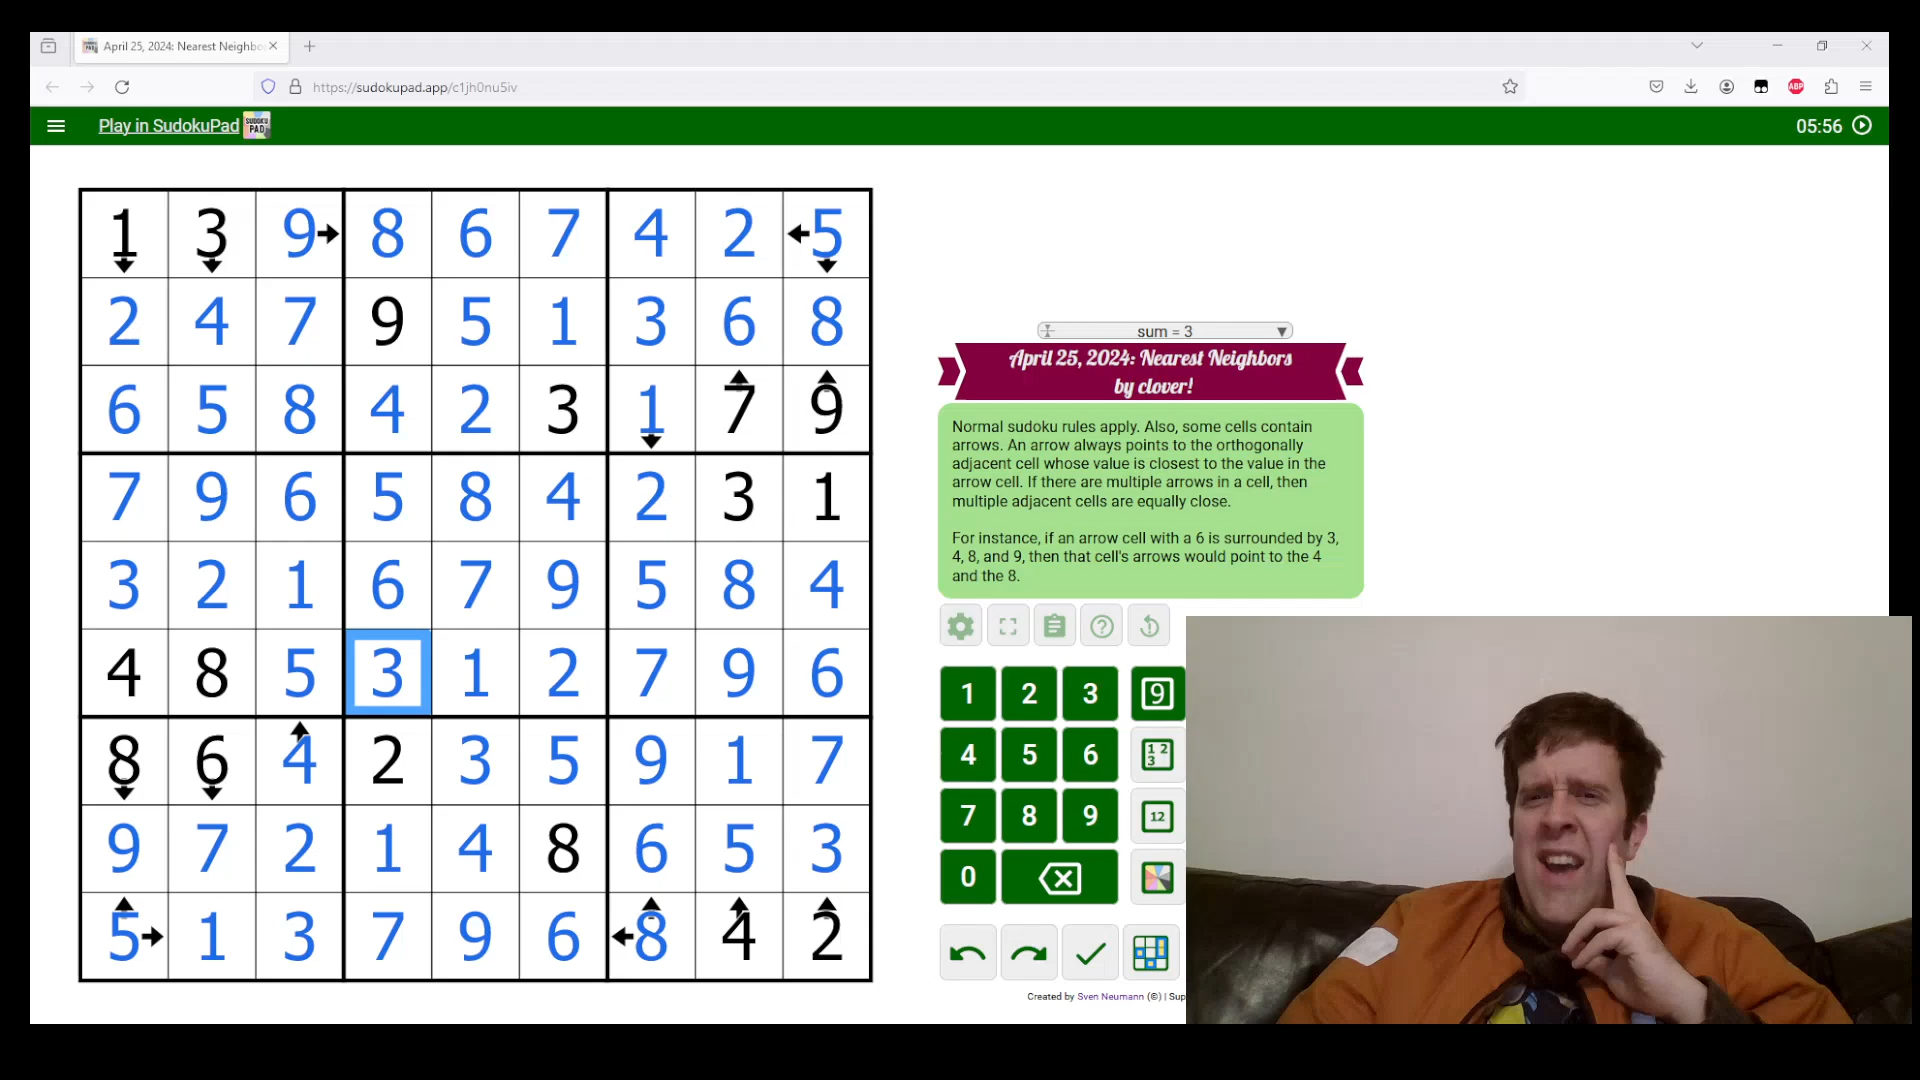 April 25, 2024: Nearest Neighbo
https://sudokupad.app/c1jh0nu5iv
ABP
Play in SudokuPad
SUDOKU PAD
05:56
1 3 9 8 6 7 4 2 5
2 4 7 9 5 1 3 6 8
6 5 8 4 2 3 1 7 9
7 9 6 5 8 4 2 3 1
3 2 1 6 7 9 5 8 4
4 8 5 3 1 2 7 9 6
8 6 4 2 3 5 9 1 7
9 7 2 1 4 8 6 5 3
5 1 3 7 9 6 8 4 2
sum = 3
April 25, 2024: Nearest Neighbors
by clover!
Normal sudoku rules apply. Also, some cells contain
arrows. An arrow always points to the orthogonally
adjacent cell whose value is closest to the value in the
arrow cell. If there are multiple arrows in a cell, then
multiple adjacent cells are equally close.
For instance, if an arrow cell with a 6 is surrounded by 3,
4, 8, and 9, then that cell's arrows would point to the 4
and the 8.
1 2 3 9
4 5 6 1 2 3
7 8 9 12
0
Created by Sven Neumann (©) | Sup